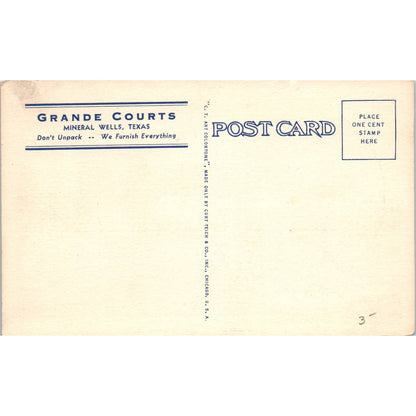 GRANDE COURTS
MINERAL WELLS, TEXAS
Don't Unpack -- We Furnish Everything
"C. T. ART COLORTONE", MADE ONLY BY CURT TEICH & CO., INC., CHICAGO, U. S. A.
POST CARD
PLACE
ONE CENT
STAMP
HERE
3-